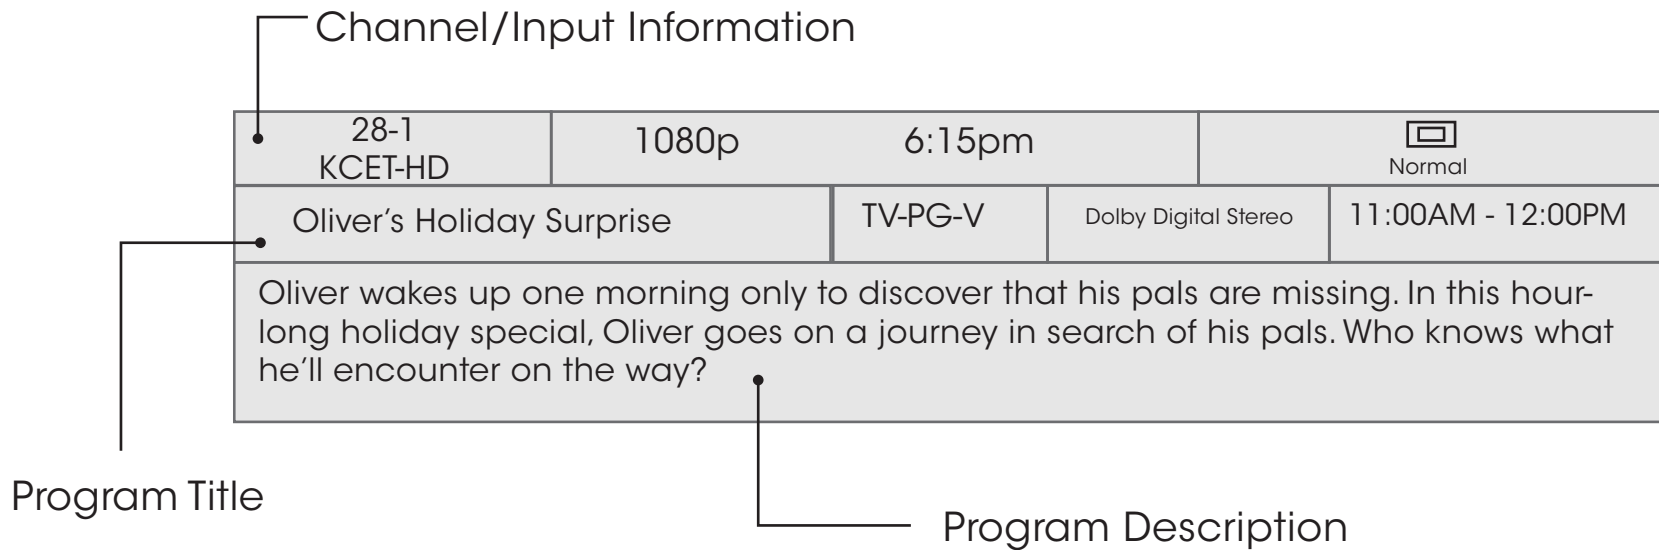 Channel/Input Information
28-1
KCET-HD
1080p
6:15pm
Normal
Oliver's Holiday Surprise
TV-PG-V
Dolby Digital Stereo
11:00AM - 12:00PM
Oliver wakes up one morning only to discover that his pals are missing. In this hour-
long holiday special, Oliver goes on a journey in search of his pals. Who knows what
he'll encounter on the way?
Program Title
Program Description